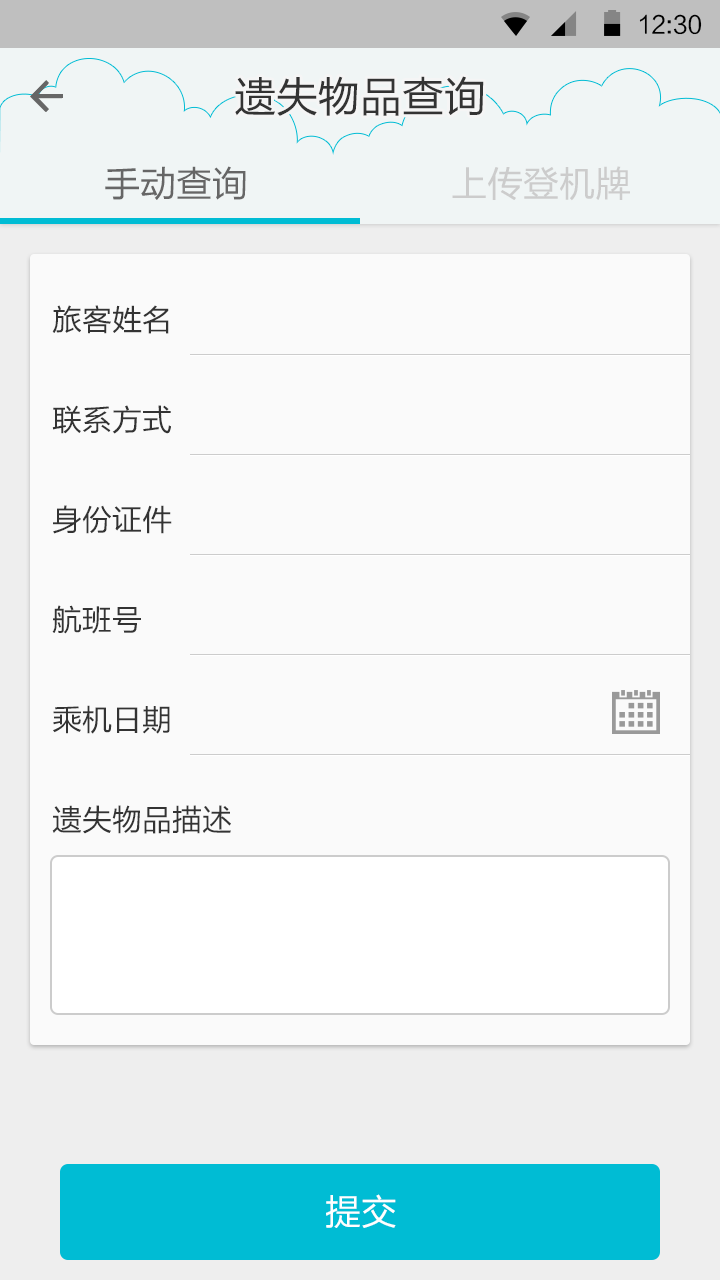 12:30
遗失物品查询
手动查询
上传登机牌
旅客姓名
联系方式
身份证件
航班号
乘机日期
遗失物品描述
提交